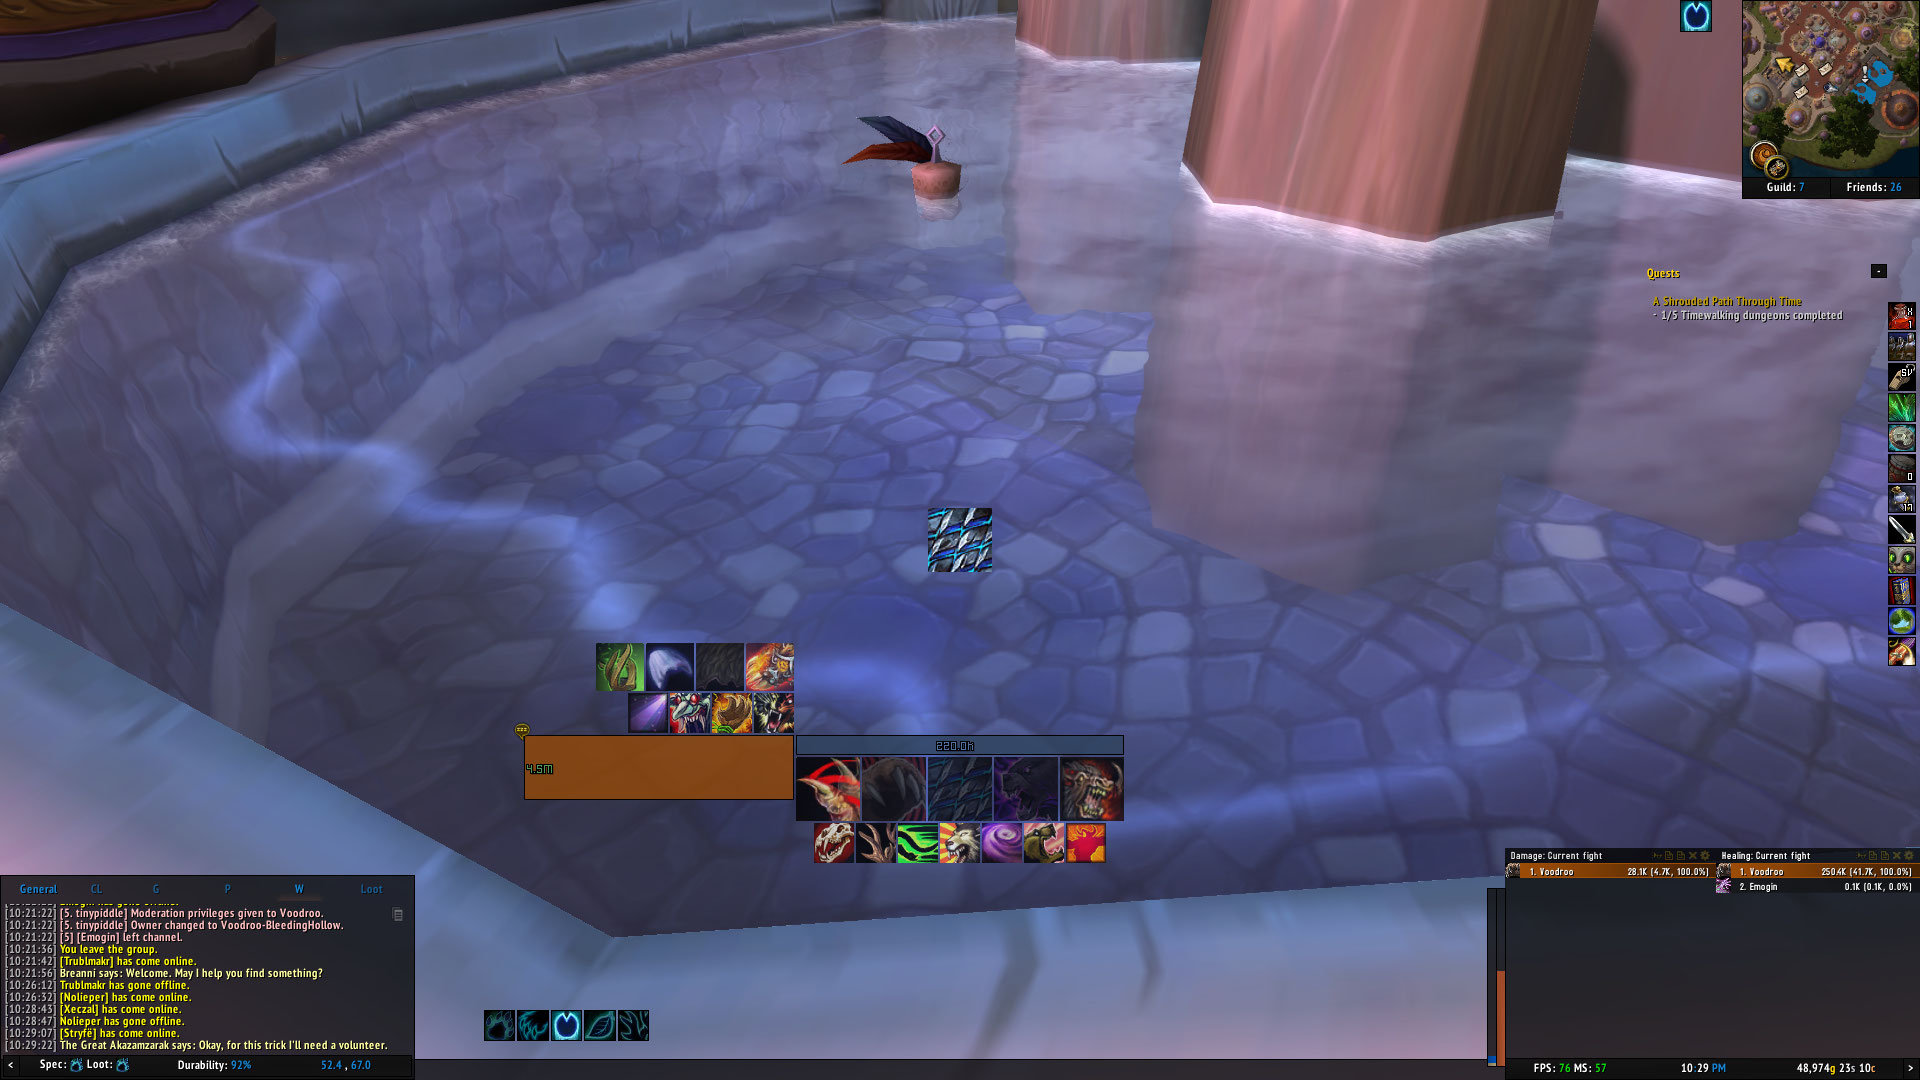 Guild: 7 Friends: 26
Quests
-
A Shrouded Path Through Time
- 1/5 Timewalking dungeons completed
X
1
SV
0
17
220.0K
4.5M
General CL G P W Loot
[10:21:22] [5. tinypiddle] Moderation privileges given to Voodroo.
[10:21:22] [5. tinypiddle] Owner changed to Voodroo-BleedingHollow.
[10:21:22] [5] [Emogin] left channel.
[10:21:36] You leave the group.
[10:21:42] [Trublmakr] has come online.
[10:21:56] Breanni says: Welcome. May I help you find something?
[10:26:12] Trublmakr has gone offline.
[10:26:32] [Nolieper] has come online.
[10:28:43] [Xeczal] has come online.
[10:28:47] Nolieper has gone offline.
[10:29:07] [Stryfé] has come online.
[10:29:22] The Great Akazamzarak says: Okay, for this trick I'll need a volunteer.
< Spec: Loot: Durability: 92% 52.4 , 67.0
Damage: Current fight
1. Voodroo 28.1K (4.7K, 100.0%)
Healing: Current fight
1. Voodroo 250.4K (41.7K, 100.0%)
2. Emogin 0.1K (0.1K, 0.0%)
FPS: 76 MS: 57 10:29 PM 48,974g 23s 10c >